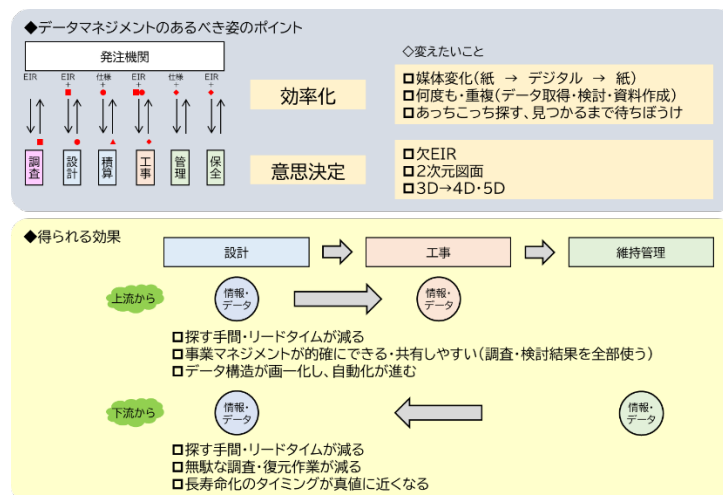 ◆データマネジメントのあるべき姿のポイント
発注機関
EIR
EIR
+
仕様
+
EIR
+
仕様
+
EIR
+
調査
設計
積算
工事
管理
保全
効率化
意思決定
◇変えたいこと
□媒体変化(紙 → デジタル → 紙)
□何度も・重複(データ取得・検討・資料作成)
□あっちこっち探す、見つかるまで待ちぼうけ
□欠EIR
□2次元図面
□3D→4D・5D
◆得られる効果
設計
工事
維持管理
上流から
情報・
データ
情報・
データ
□探す手間・リードタイムが減る
□事業マネジメントが的確にできる・共有しやすい(調査・検討結果を全部使う)
□データ構造が画一化し、自動化が進む
下流から
情報・
データ
情報・
データ
□探す手間・リードタイムが減る
□無駄な調査・復元作業が減る
□長寿命化のタイミングが真値に近くなる